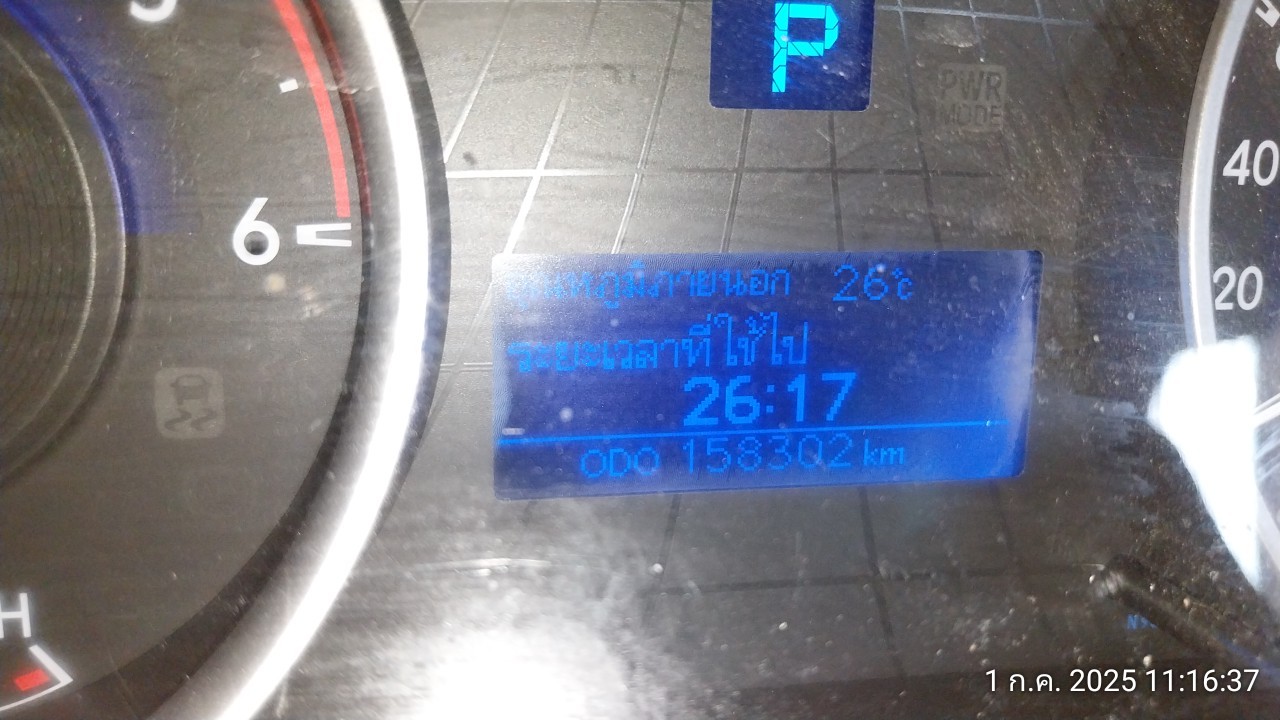 5
P
PWR
MODE
6
40
20
อุณหภูมิภายนอก 26℃
ระยะเวลาที่ใช้ไป
26:17
ODO 158302 km
H
1 ก.ค. 2025 11:16:37